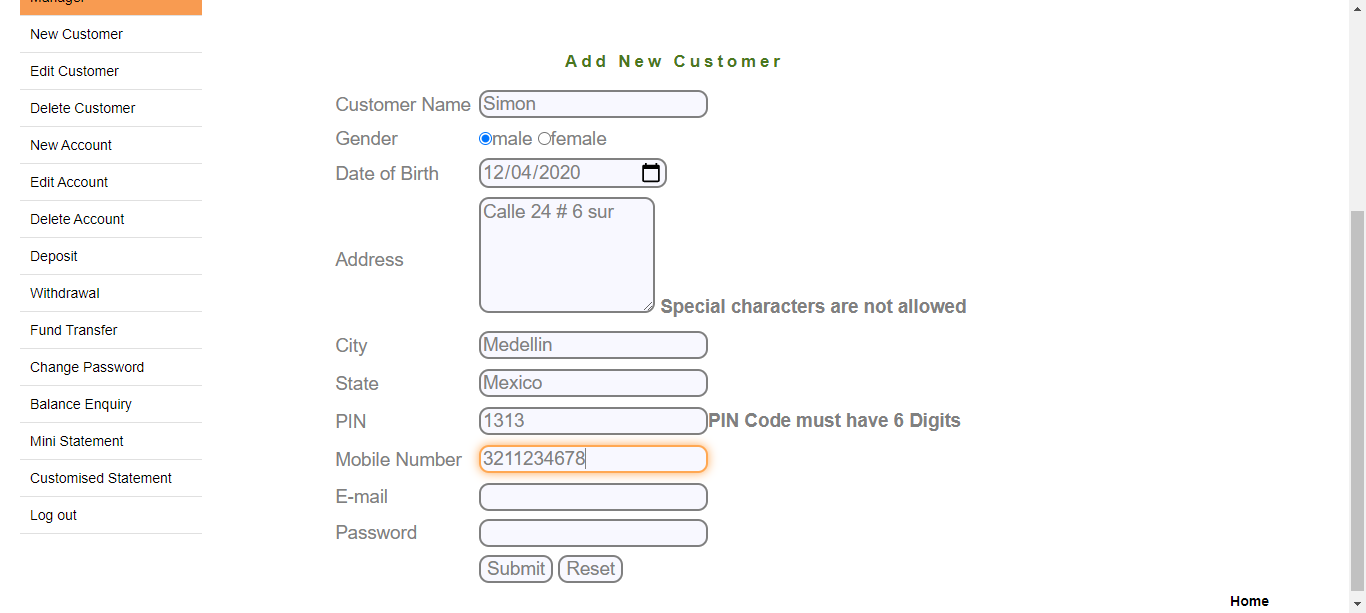 Manager
New Customer
Edit Customer
Delete Customer
New Account
Edit Account
Delete Account
Deposit
Withdrawal
Fund Transfer
Change Password
Balance Enquiry
Mini Statement
Customised Statement
Log out
Add New Customer
Customer Name Simon
Gender male female
Date of Birth 12/04/2020
Address Calle 24 # 6 sur
Special characters are not allowed
City Medellin
State Mexico
PIN 1313 PIN Code must have 6 Digits
Mobile Number 3211234678
E-mail
Password
Submit Reset
Home